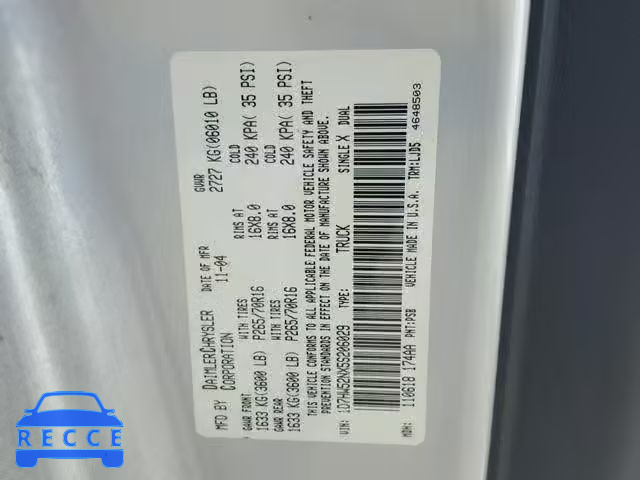 MFD BY DAIMLERCHRYSLER CORPORATION DATE OF MFR 11-04 GVWR 2727 KG(06010 LB)
GAWR FRONT 1633 KG(3600 LB) WITH TIRES P265/70R16 RIMS AT 16X8.0 COLD 240 KPA( 35 PSI)
GAWR REAR 1633 KG(3600 LB) WITH TIRES P265/70R16 RIMS AT 16X8.0 COLD 240 KPA( 35 PSI)
THIS VEHICLE CONFORMS TO ALL APPLICABLE FEDERAL MOTOR VEHICLE SAFETY AND THEFT
PREVENTION STANDARDS IN EFFECT ON THE DATE OF MANUFACTURE SHOWN ABOVE.
VIN: 1D7HW52NX5S206029 TYPE: TRUCK SINGLE X DUAL
MDH: 110618 174AA PNT:PSB VEHICLE MADE IN U.S.A. TRM:LJD5 4648503
RECCE